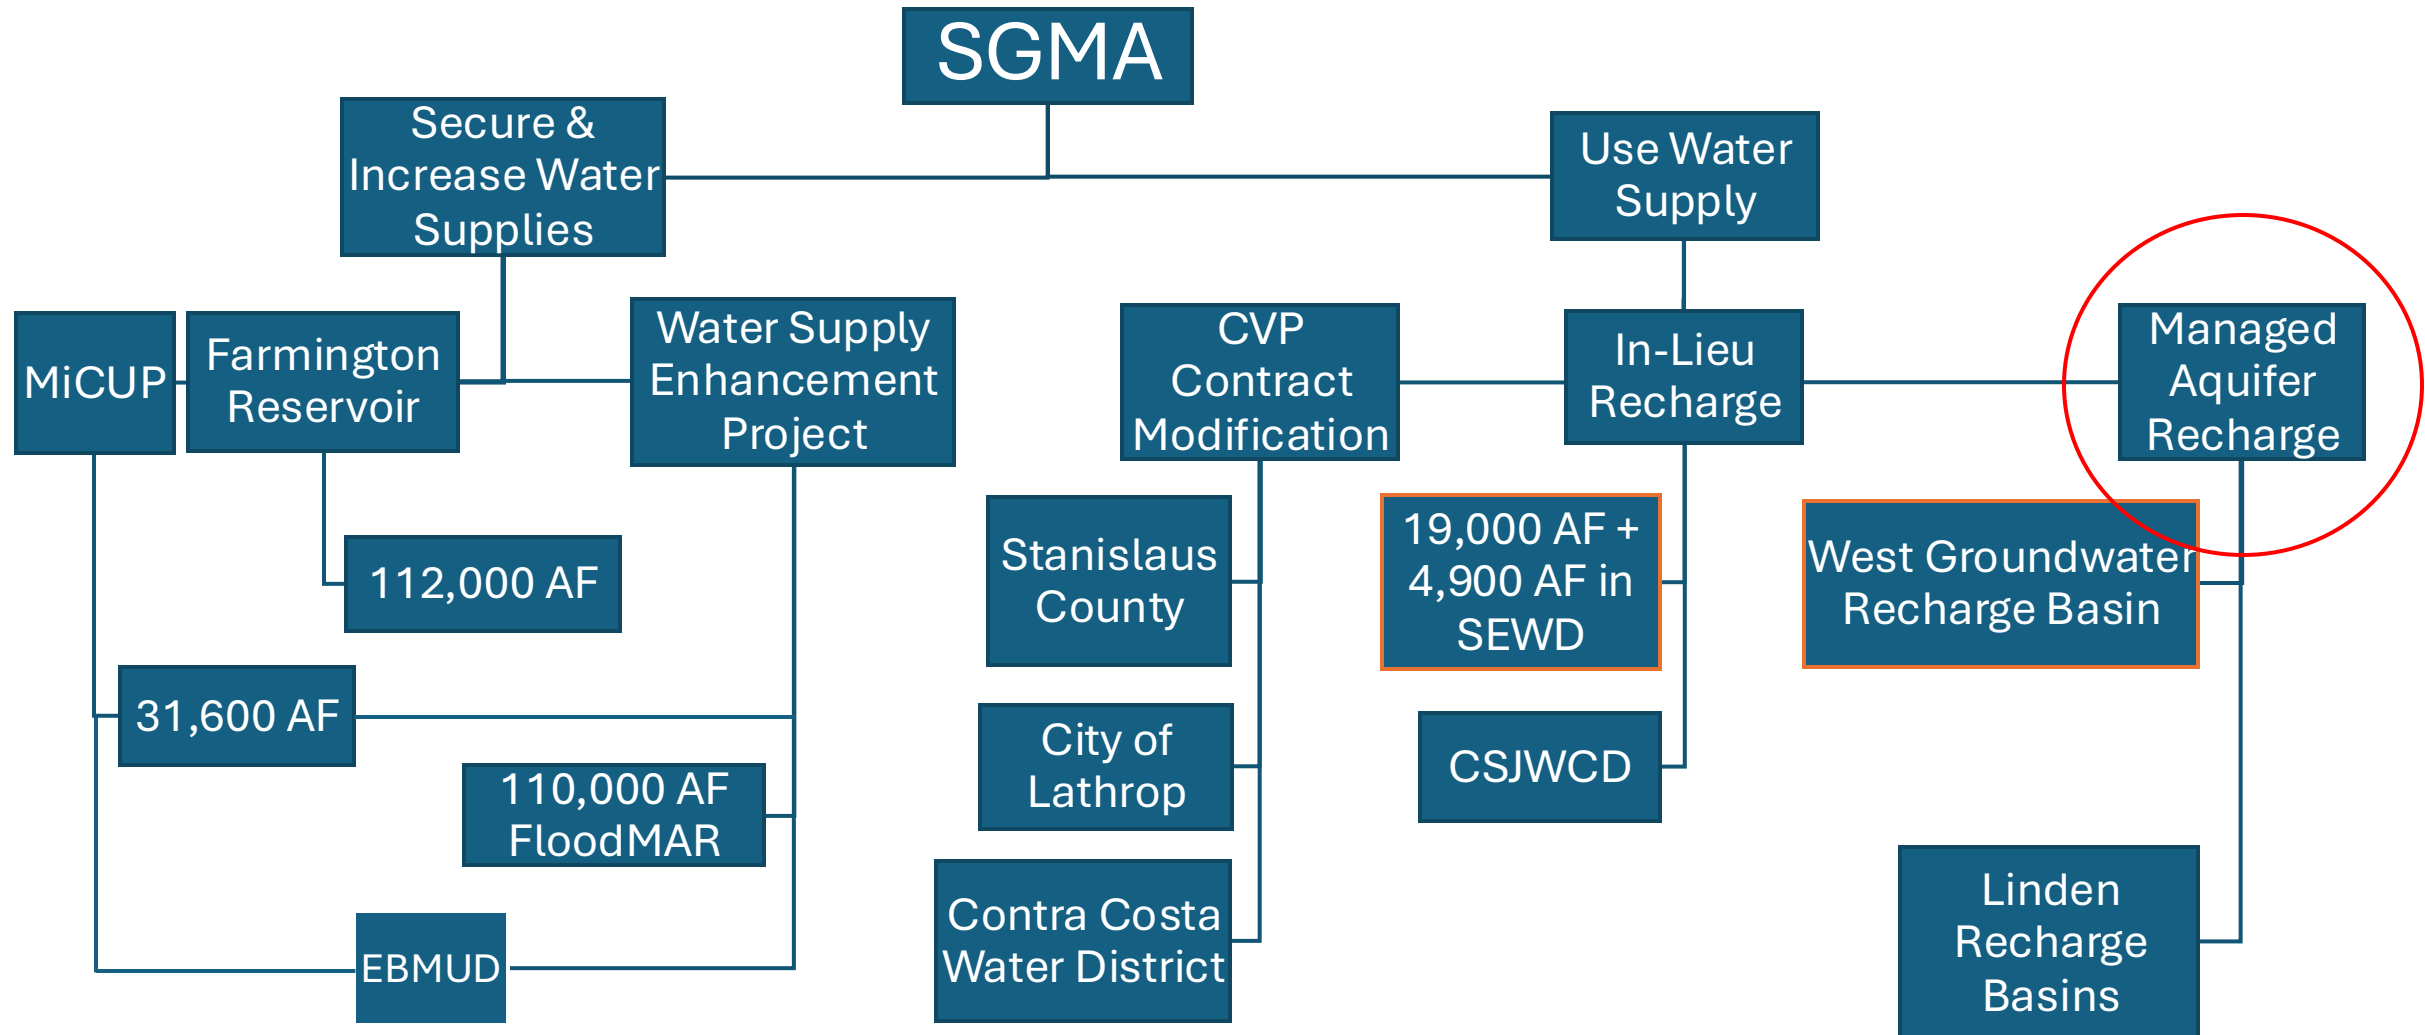 SGMA
Secure &
Increase Water
Supplies
Use Water
Supply
MiCUP
Farmington
Reservoir
Water Supply
Enhancement
Project
CVP
Contract
Modification
In-Lieu
Recharge
Managed
Aquifer
Recharge
112,000 AF
31,600 AF
110,000 AF
FloodMAR
EBMUD
Stanislaus
County
City of
Lathrop
Contra Costa
Water District
19,000 AF +
4,900 AF in
SEWD
CSJWCD
West Groundwater
Recharge Basin
Linden
Recharge
Basins